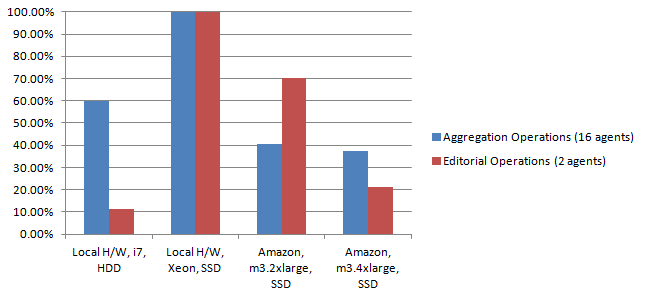 100.00%
90.00%
80.00%
70.00%
60.00%
50.00%
40.00%
30.00%
20.00%
10.00%
0.00%
Local H/W, i7,
HDD
Local H/W,
Xeon, SSD
Amazon,
m3.2xlarge,
SSD
Amazon,
m3.4xlarge,
SSD
Aggregation Operations (16 agents)
Editorial Operations (2 agents)